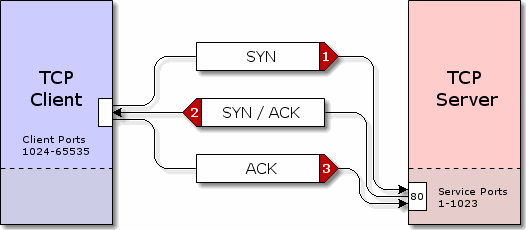 TCP
Client
Client Ports
1024-65535
SYN
1
2
SYN / ACK
ACK
3
TCP
Server
80
Service Ports
1-1023